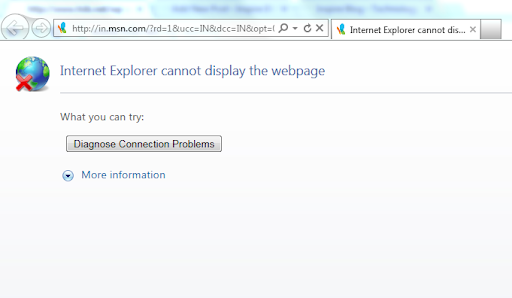 http://in.msn.com/?rd=1&ucc=IN&dcc=IN&opt=
Internet Explorer cannot dis...
Internet Explorer cannot display the webpage
What you can try:
Diagnose Connection Problems
More information